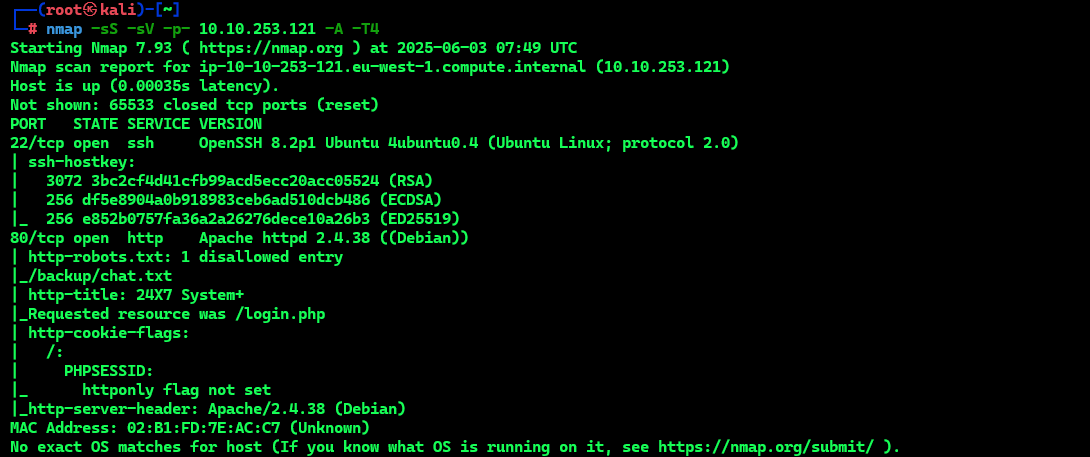 ┌──(root㉿kali)-[~]
└─# nmap -sS -sV -p- 10.10.253.121 -A -T4
Starting Nmap 7.93 ( https://nmap.org ) at 2025-06-03 07:49 UTC
Nmap scan report for ip-10-10-253-121.eu-west-1.compute.internal (10.10.253.121)
Host is up (0.00035s latency).
Not shown: 65533 closed tcp ports (reset)
PORT   STATE SERVICE VERSION
22/tcp open  ssh     OpenSSH 8.2p1 Ubuntu 4ubuntu0.4 (Ubuntu Linux; protocol 2.0)
| ssh-hostkey:
|   3072 3bc2cf4d41cfb99acd5ecc20acc05524 (RSA)
|   256 df5e8904a0b918983ceb6ad510dcb486 (ECDSA)
|_  256 e852b0757fa36a2a26276dece10a26b3 (ED25519)
80/tcp open  http    Apache httpd 2.4.38 ((Debian))
| http-robots.txt: 1 disallowed entry
|_/backup/chat.txt
| http-title: 24X7 System+
|_Requested resource was /login.php
| http-cookie-flags:
|   /:
|     PHPSESSID:
|_      httponly flag not set
|_http-server-header: Apache/2.4.38 (Debian)
MAC Address: 02:B1:FD:7E:AC:C7 (Unknown)
No exact OS matches for host (If you know what OS is running on it, see https://nmap.org/submit/ ).